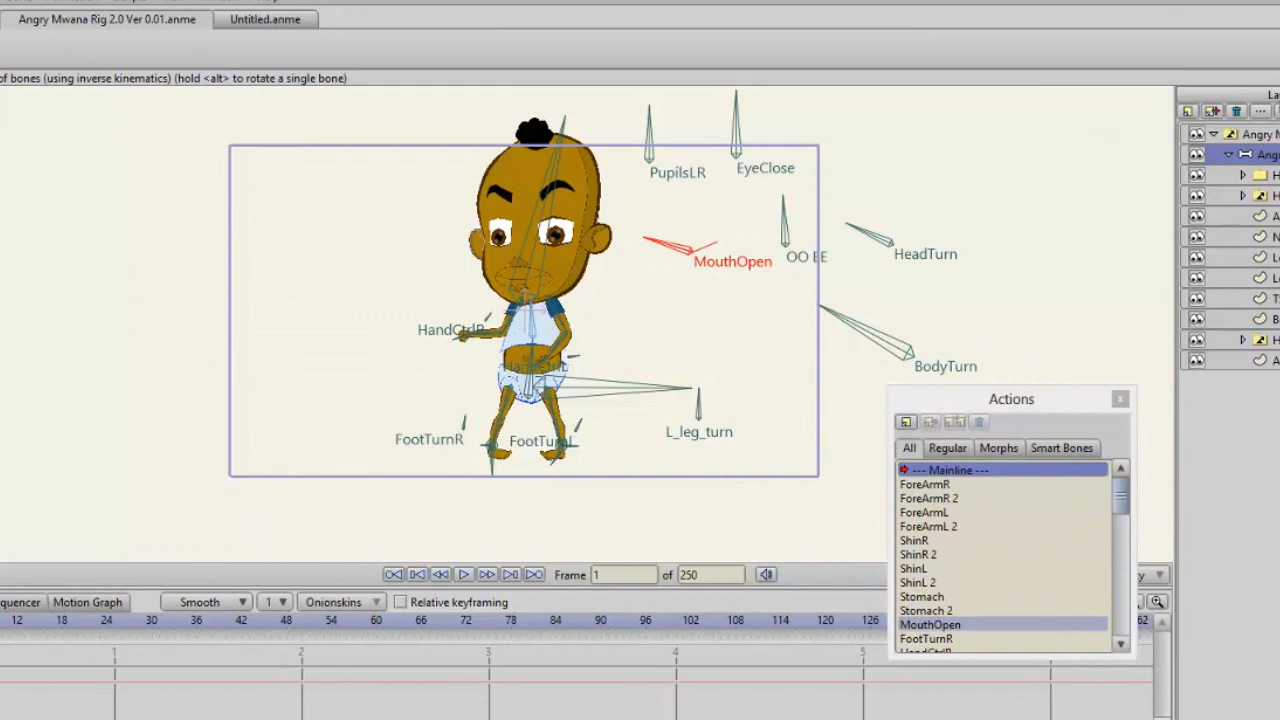 Angry Mwana Rig 2.0 Ver 0.01.anme
Untitled.anme
of bones (using inverse kinematics) (hold <alt> to rotate a single bone)
La
Angry M
Ang
H
H
A
N
L
L
T
B
H
A
PupilsLR
EyeClose
MouthOpen
OO EE
HeadTurn
HandCtrlR
BodyTurn
FootTurnR
L_leg_turn
Actions
All Regular Morphs Smart Bones
--- Mainline ---
ForeArmR
ForeArmR 2
ForeArmL
ForeArmL 2
ShinR
ShinR 2
ShinL
ShinL 2
Stomach
Stomach 2
MouthOpen
FootTurnR
Frame 1 of 250
quencer Motion Graph Smooth 1 Onionskins Relative keyframing
12 18 24 30 36 42 48 54 60 66 72 78 84 90 96 102 108 114 120 126 62
1 2 3 4 5